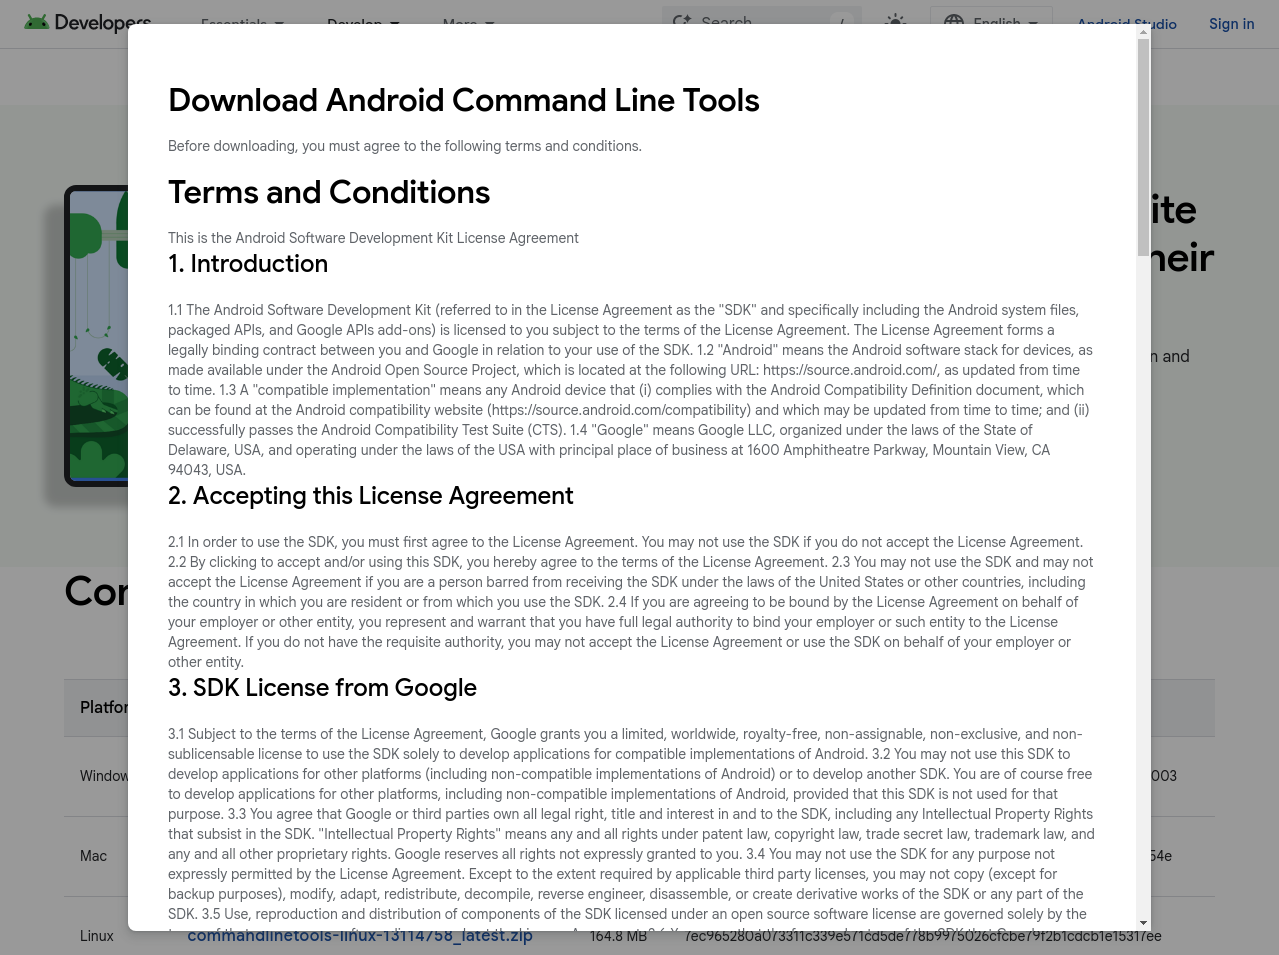 Developers Essentials Develop More Search / English Android Studio Sign in
Download Android Command Line Tools
Before downloading, you must agree to the following terms and conditions.
Terms and Conditions
ite
heir
This is the Android Software Development Kit License Agreement
1. Introduction
1.1 The Android Software Development Kit (referred to in the License Agreement as the "SDK" and specifically including the Android system files,
packaged APIs, and Google APIs add-ons) is licensed to you subject to the terms of the License Agreement. The License Agreement forms a
legally binding contract between you and Google in relation to your use of the SDK. 1.2 "Android" means the Android software stack for devices, as
n and
made available under the Android Open Source Project, which is located at the following URL: https://source.android.com/, as updated from time
to time. 1.3 A "compatible implementation" means any Android device that (i) complies with the Android Compatibility Definition document, which
can be found at the Android compatibility website (https://source.android.com/compatibility) and which may be updated from time to time; and (ii)
successfully passes the Android Compatibility Test Suite (CTS). 1.4 "Google" means Google LLC, organized under the laws of the State of
Delaware, USA, and operating under the laws of the USA with principal place of business at 1600 Amphitheatre Parkway, Mountain View, CA
94043, USA.
2. Accepting this License Agreement
2.1 In order to use the SDK, you must first agree to the License Agreement. You may not use the SDK if you do not accept the License Agreement.
2.2 By clicking to accept and/or using this SDK, you hereby agree to the terms of the License Agreement. 2.3 You may not use the SDK and may not
accept the License Agreement if you are a person barred from receiving the SDK under the laws of the United States or other countries, including
the country in which you are resident or from which you use the SDK. 2.4 If you are agreeing to be bound by the License Agreement on behalf of
your employer or other entity, you represent and warrant that you have full legal authority to bind your employer or such entity to the License
Agreement. If you do not have the requisite authority, you may not accept the License Agreement or use the SDK on behalf of your employer or
other entity.
Con
3. SDK License from Google
Platfor
3.1 Subject to the terms of the License Agreement, Google grants you a limited, worldwide, royalty-free, non-assignable, non-exclusive, and non-
sublicensable license to use the SDK solely to develop applications for compatible implementations of Android. 3.2 You may not use this SDK to
develop applications for other platforms (including non-compatible implementations of Android) or to develop another SDK. You are of course free
Window 003
to develop applications for other platforms, including non-compatible implementations of Android, provided that this SDK is not used for that
purpose. 3.3 You agree that Google or third parties own all legal right, title and interest in and to the SDK, including any Intellectual Property Rights
that subsist in the SDK. "Intellectual Property Rights" means any and all rights under patent law, copyright law, trade secret law, trademark law, and
any and all other proprietary rights. Google reserves all rights not expressly granted to you. 3.4 You may not use the SDK for any purpose not
Mac 54e
expressly permitted by the License Agreement. Except to the extent required by applicable third party licenses, you may not copy (except for
backup purposes), modify, adapt, redistribute, decompile, reverse engineer, disassemble, or create derivative works of the SDK or any part of the
SDK. 3.5 Use, reproduction and distribution of components of the SDK licensed under an open source software license are governed solely by the
Linux commandlinetools-linux-13114758_latest.zip 164.8 MB 7ec965280a073311c339e571cd5de778b9975026cfcbe79f2b1cdcb1e15317ee